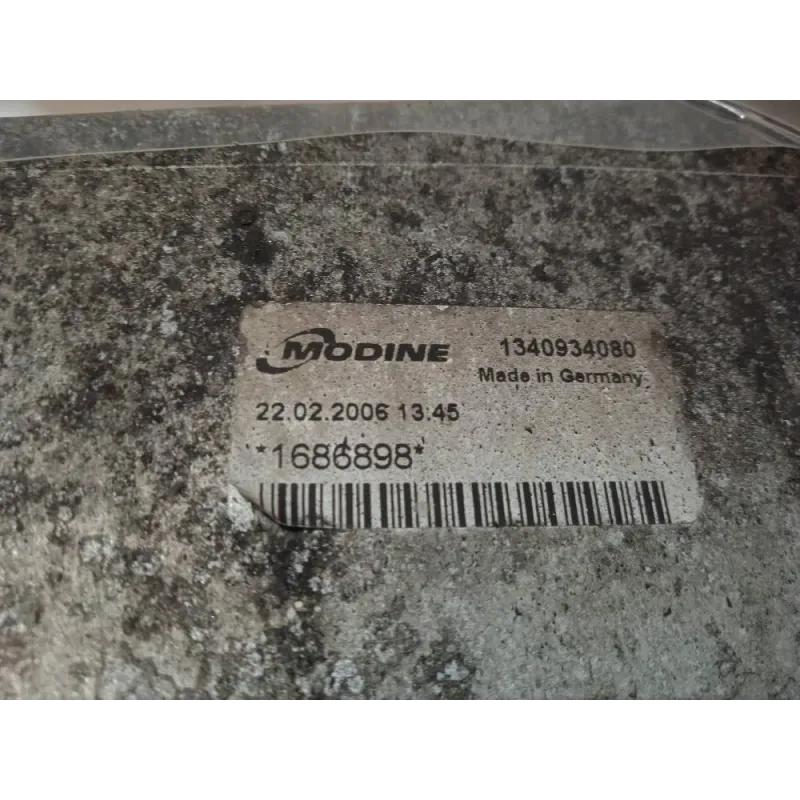 MODINE 1340934080
Made in Germany
22.02.2006 13.45
*1686898*